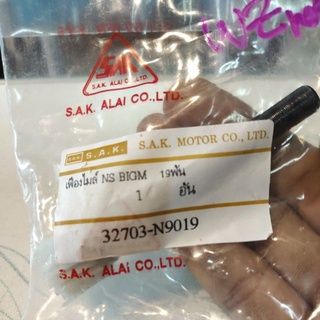 SAK
S.A.K. ALAI CO.,LTD.
S.A.K. ALAI CO.,LTD.
S.A.K. S.A.K. MOTOR CO., LTD.
เฟืองไมล์ NS BIGM 19ฟัน
1 อัน
32703-N9019
S.A.K. ALAi CO.,LTD.